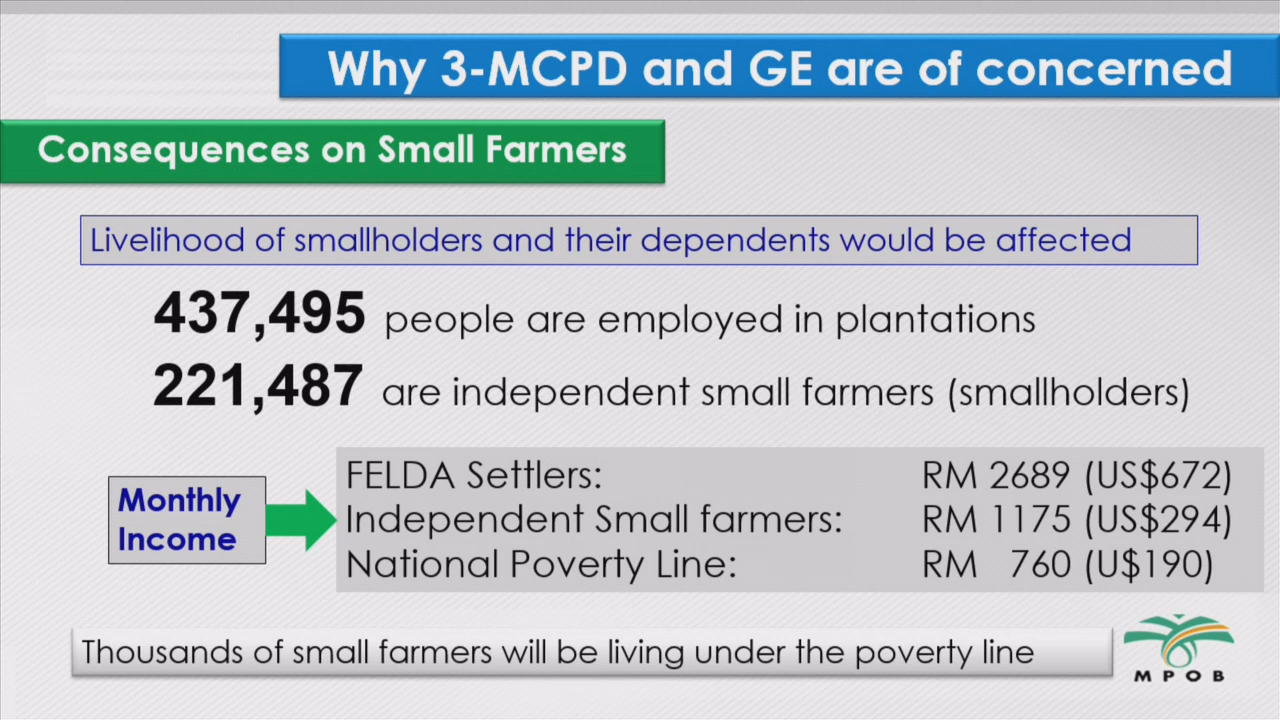 Why 3-MCPD and GE are of concerned
Consequences on Small Farmers
Livelihood of smallholders and their dependents would be affected
437,495 people are employed in plantations
221,487 are independent small farmers (smallholders)
Monthly
Income
FELDA Settlers: RM 2689 (US$672)
Independent Small farmers: RM 1175 (US$294)
National Poverty Line: RM 760 (U$190)
Thousands of small farmers will be living under the poverty line
MPOB